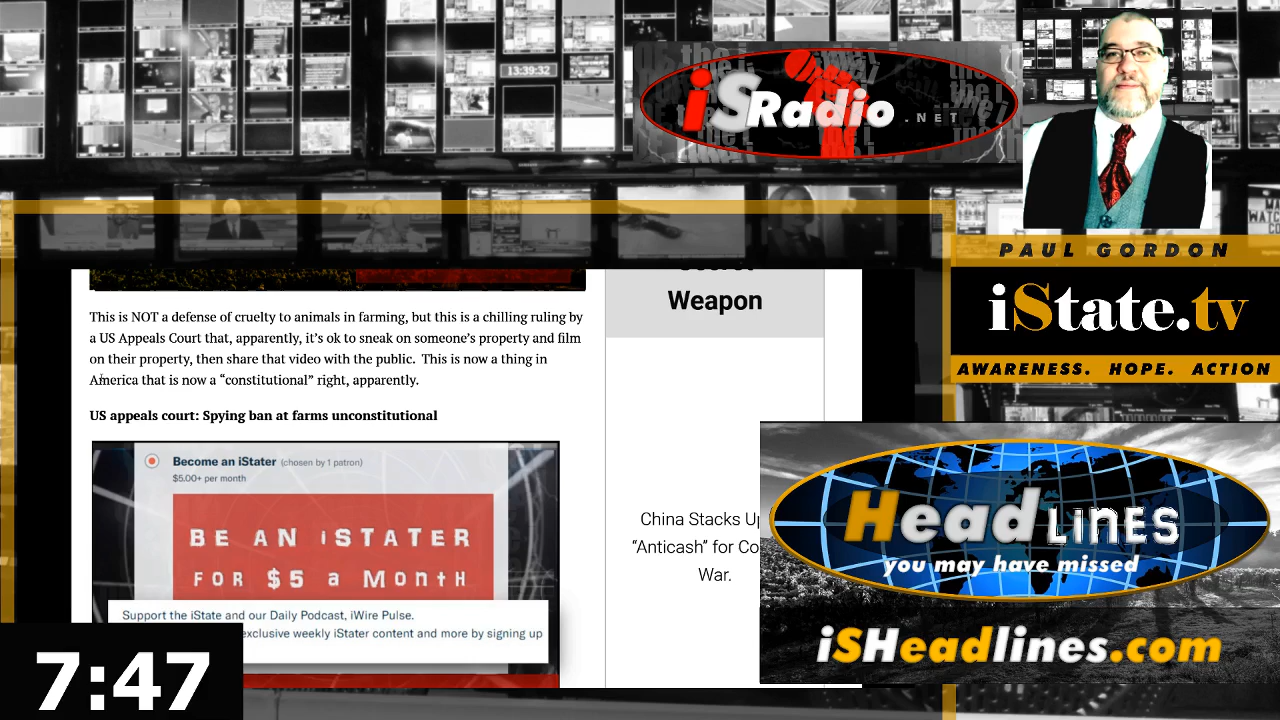 13:39:32
iSRadio .NET
PAUL GORDON
iState.tv
AWARENESS. HOPE. ACTION
Weapon
This is NOT a defense of cruelty to animals in farming, but this is a chilling ruling by
a US Appeals Court that, apparently, it's ok to sneak on someone's property and film
on their property, then share that video with the public. This is now a thing in
America that is now a “constitutional” right, apparently.
US appeals court: Spying ban at farms unconstitutional
Become an iStater (chosen by 1 patron)
$5.00+ per month
BE AN iSTATER
FOR $5 a MontH
Support the iState and our Daily Podcast, iWire Pulse.
exclusive weekly iStater content and more by signing up
China Stacks Up
“Anticash” for Co
War.
HeadLINES
you may have missed
iSHeadlines.com
7:47